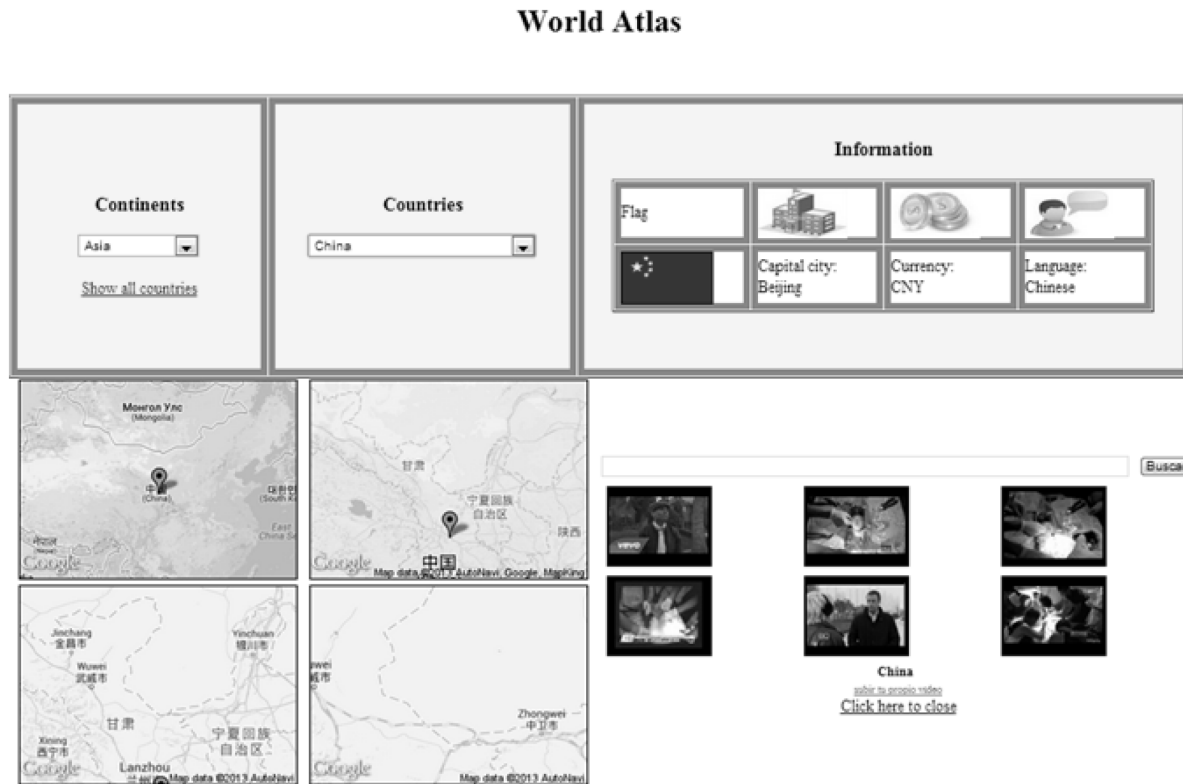 World Atlas
Continents
Asia
Show all countries
Countries
China
Information
Flag
Capital city:
Beijing
Currency:
CNY
Language:
Chinese
Монгол Улс
(Mongolia)
(China)
(South
East
China Se
Google
甘肃
宁夏回族
自治区
陕西
中国
Google
Map data ©2013 AutoNavi, Google, MapKing
Jinchang
金昌市
Yinchuan
银川市
Wuwei
武威市
甘肃
宁夏回族
自治区
Xining
西宁市
Lanzhou
Google
Map data ©2013 AutoNavi
wei
威市
Zhongwei
中卫市
Google
Map data ©2013 AutoNavi
Busca
vevo
China
subir tu propio video
Click here to close